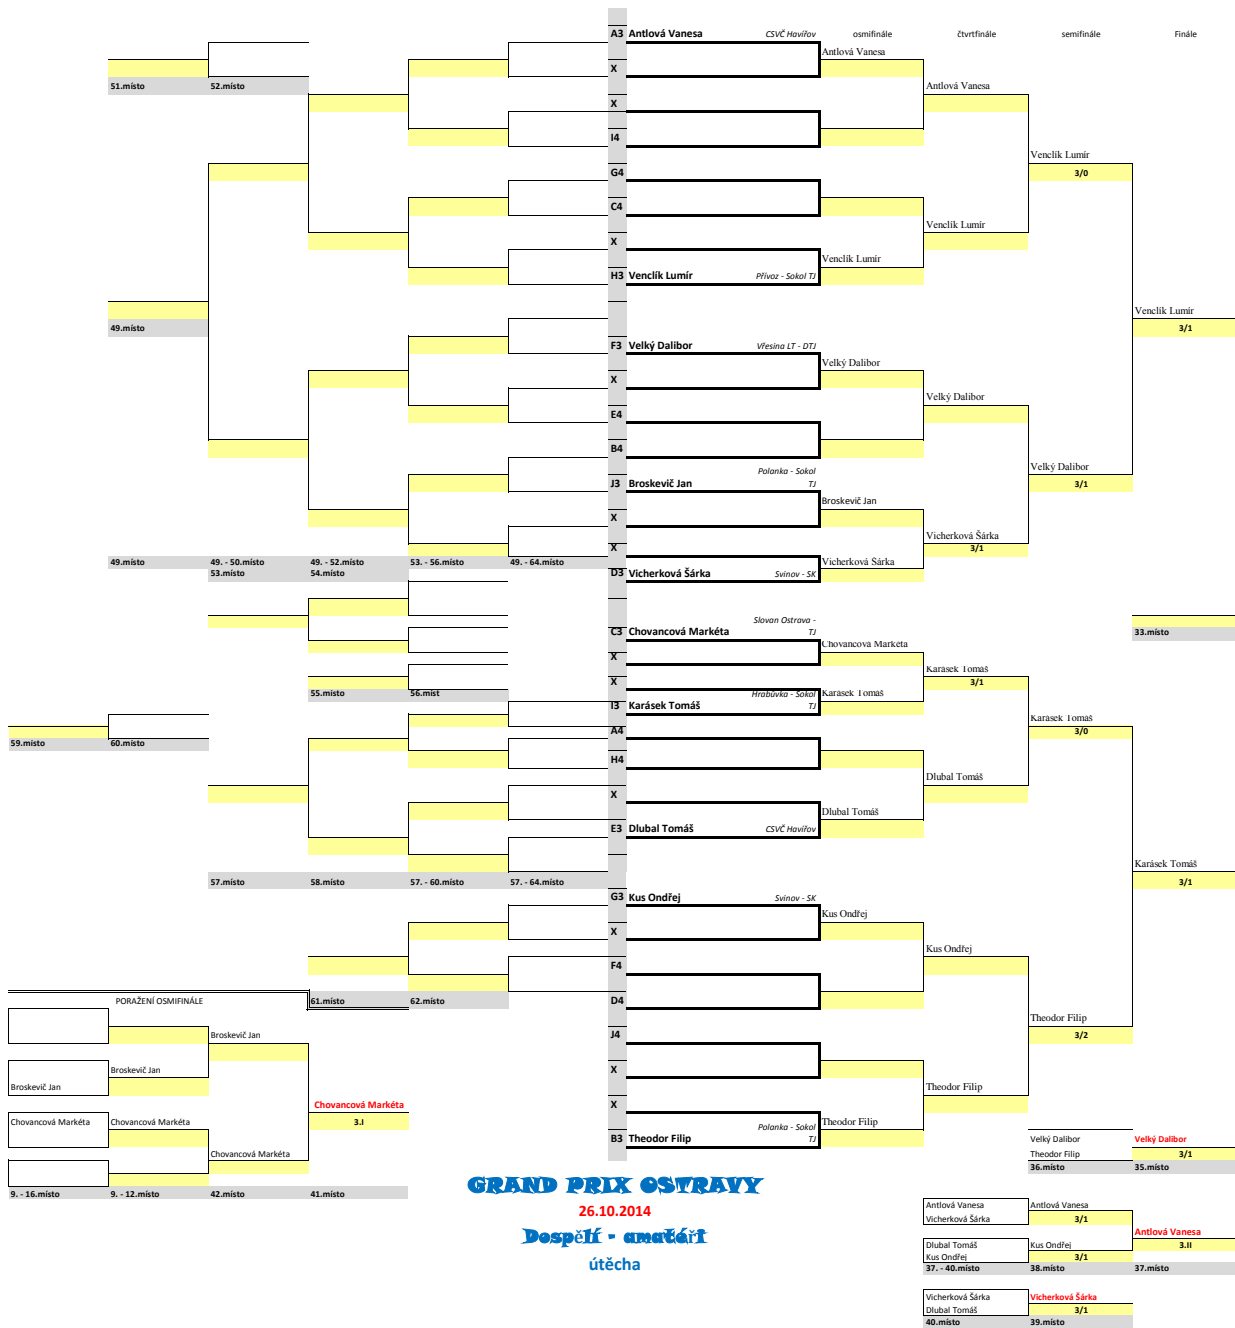 A3 Antlová Vanesa CSVČ Havířov osmifinále čtvrtfinále semifinále Finále
Antlová Vanesa
X
51.místo 52.místo Antlová Vanesa
X
I4
Venclík Lumír
G4 3/0
C4
Venclík Lumír
X
Venclík Lumír
H3 Venclík Lumír Přívoz - Sokol TJ
Venclík Lumír
49.místo 3/1
F3 Velký Dalibor Vřesina LT - DTJ
Velký Dalibor
X
Velký Dalibor
E4
B4
Polanka - Sokol Velký Dalibor
J3 Broskevič Jan TJ 3/1
Broskevič Jan
X
Vicherková Šárka
X 3/1
49.místo 49. - 50.místo 49. - 52.místo 53. - 56.místo 49. - 64.místo Vicherková Šárka
53.místo 54.místo D3 Vicherková Šárka Svinov - SK
Slovan Ostrava -
C3 Chovancová Markéta TJ 33.místo
Chovancová Markéta
X
Karásek Tomáš
X 3/1
55.místo 56.míst Hrabůvka - Sokol Karásek Tomáš
I3 Karásek Tomáš TJ
Karásek Tomáš
A4 3/0
59.místo 60.místo
H4
Dlubal Tomáš
X
Dlubal Tomáš
E3 Dlubal Tomáš CSVČ Havířov
Karásek Tomáš
57.místo 58.místo 57. - 60.místo 57. - 64.místo 3/1
G3 Kus Ondřej Svinov - SK
Kus Ondřej
X
Kus Ondřej
F4
PORAŽENÍ OSMIFINÁLE 61.místo 62.místo D4
Theodor Filip
Broskevič Jan J4 3/2
Broskevič Jan X
Broskevič Jan Theodor Filip
Chovancová Markéta X
Chovancová Markéta Chovancová Markéta 3.I Theodor Filip
Polanka - Sokol
B3 Theodor Filip TJ Velký Dalibor Velký Dalibor
Chovancová Markéta Theodor Filip 3/1
36.místo 35.místo
9. - 16.místo 9. - 12.místo 42.místo 41.místo
GRAND PRIX OSTRAVY
26.10.2014
Dospělí - amatéři
útěcha
Antlová Vanesa Antlová Vanesa
Vicherková Šárka 3/1
Antlová Vanesa
Dlubal Tomáš Kus Ondřej 3.II
Kus Ondřej 3/1
37. - 40.místo 38.místo 37.místo
Vicherková Šárka Vicherková Šárka
Dlubal Tomáš 3/1
40.místo 39.místo